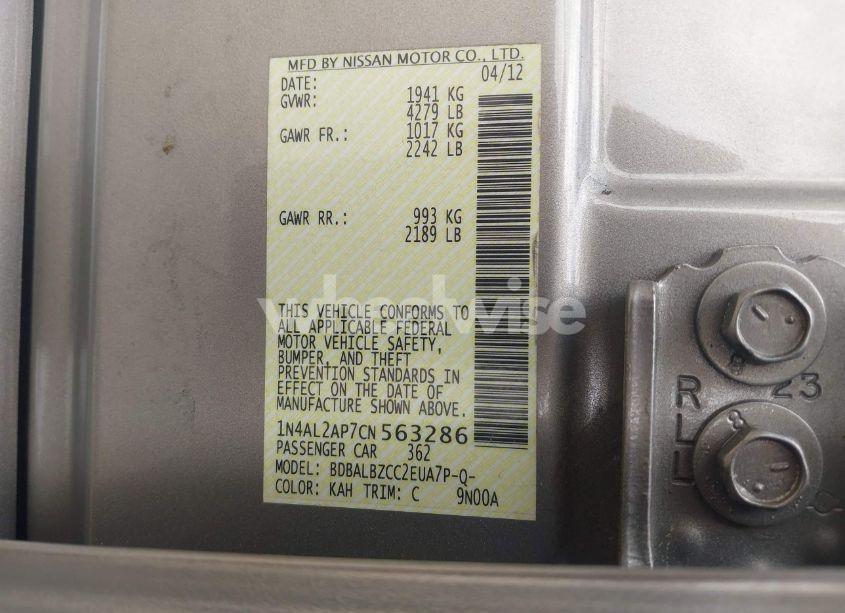 MFD BY NISSAN MOTOR CO., LTD.
DATE: 04/12
GVWR: 1941 KG
4279 LB
GAWR FR.: 1017 KG
2242 LB
GAWR RR.: 993 KG
2189 LB
wheelwise
THIS VEHICLE CONFORMS TO
ALL APPLICABLE FEDERAL
MOTOR VEHICLE SAFETY,
BUMPER, AND THEFT
PREVENTION STANDARDS IN
EFFECT ON THE DATE OF
MANUFACTURE SHOWN ABOVE.
1N4AL2AP7CN563286
PASSENGER CAR 362
MODEL: BDBALBZCC2EUA7P-Q-
COLOR: KAH TRIM: C 9N00A
8
R 23
8